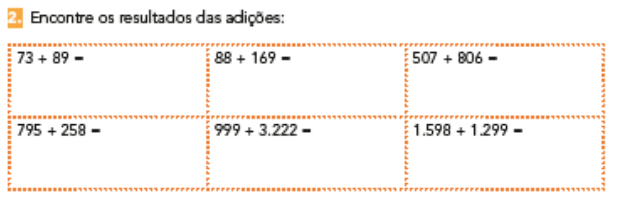 2. Encontre os resultados das adições:
73 + 89 =
88 + 169 =
507 + 806 =
795 + 258 =
999 + 3.222 =
1.598 + 1.299 =